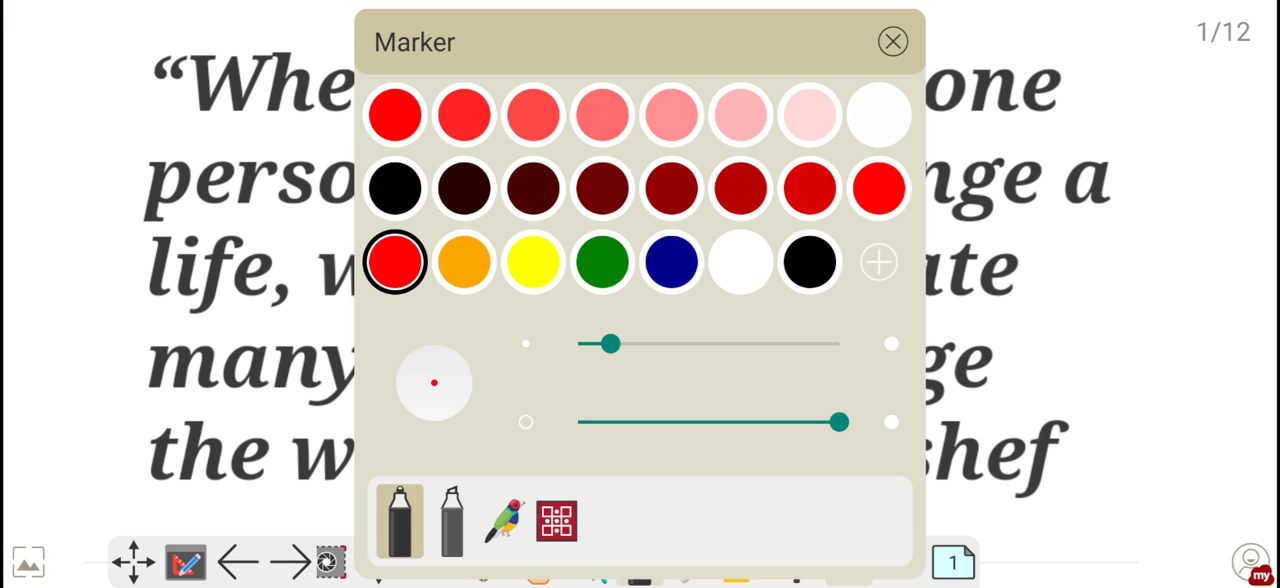 Marker
1/12
“Whe one
perso nge a
life, ate
many ge
the w shef
1
my